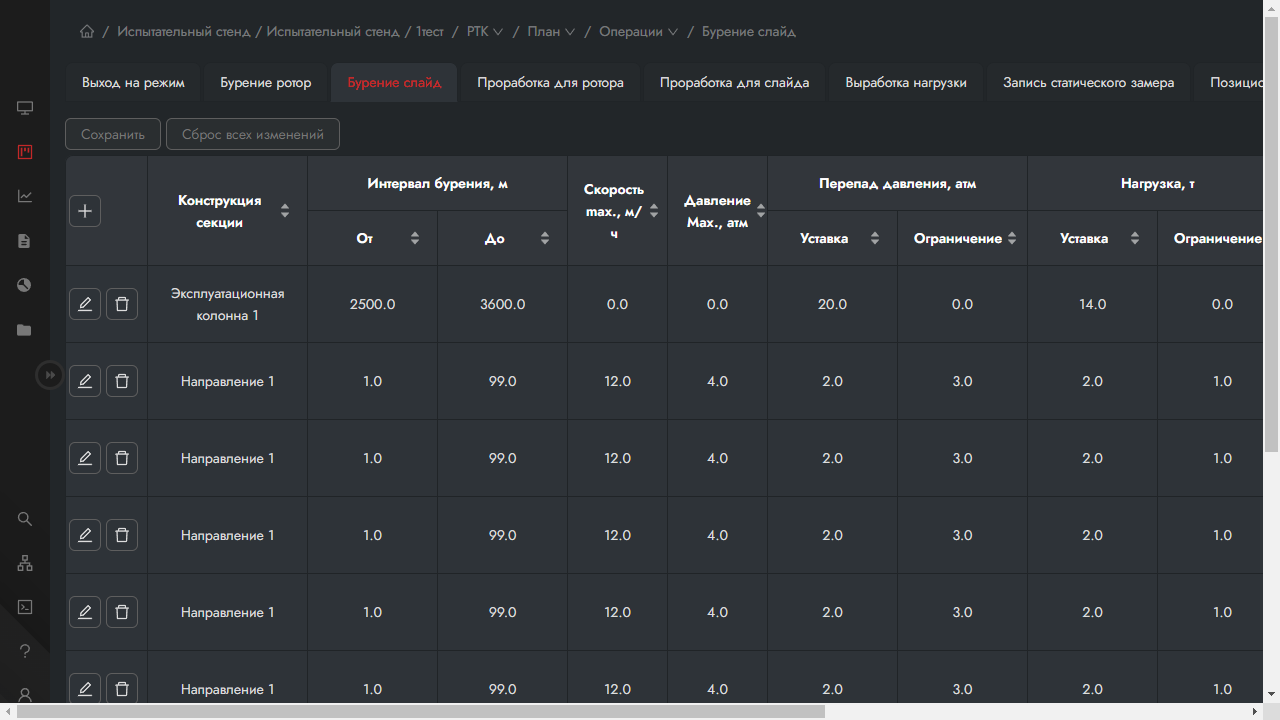 / Испытательный стенд / Испытательный стенд / 1тест / РТК / План / Операции / Бурение слайд
Выход на режим Бурение ротор Бурение слайд Проработка для ротора Проработка для слайда Выработка нагрузки Запись статического замера Позицио
Сохранить Сброс всех изменений
Конструкция секции Интервал бурения, м Скорость max., м/ч Давление Max., атм Перепад давления, атм Нагрузка, т
От До Уставка Ограничение Уставка Ограничение
Эксплуатационная колонна 1 2500.0 3600.0 0.0 0.0 20.0 0.0 14.0 0.0
Направление 1 1.0 99.0 12.0 4.0 2.0 3.0 2.0 1.0
Направление 1 1.0 99.0 12.0 4.0 2.0 3.0 2.0 1.0
Направление 1 1.0 99.0 12.0 4.0 2.0 3.0 2.0 1.0
Направление 1 1.0 99.0 12.0 4.0 2.0 3.0 2.0 1.0
Направление 1 1.0 99.0 12.0 4.0 2.0 3.0 2.0 1.0